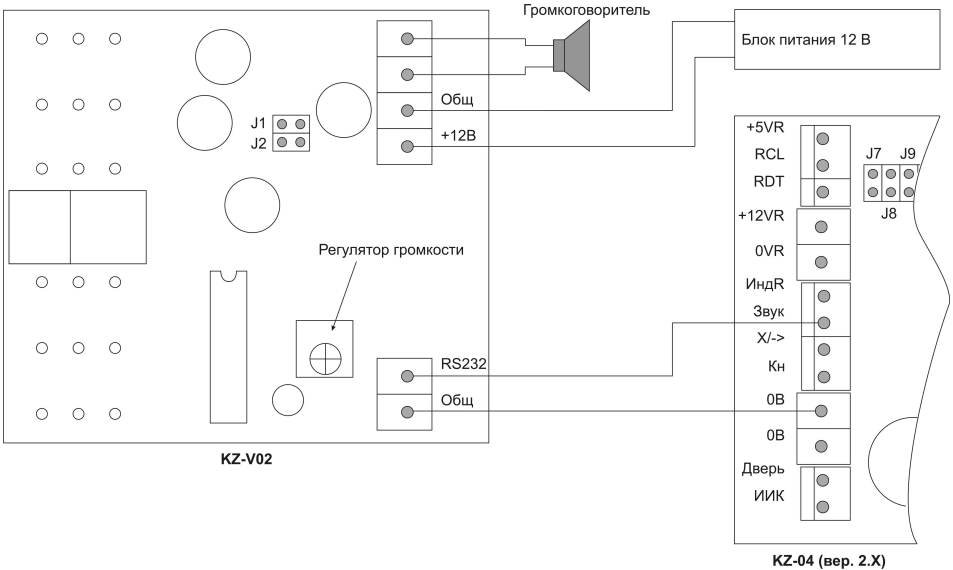 Громкоговоритель
Блок питания 12 В
Общ
+12В
J1
J2
Регулятор громкости
RS232
Общ
KZ-V02
+5VR
RCL
RDT
+12VR
0VR
ИндR
Звук
X/->
Кн
0В
0В
Дверь
ИИК
J7 J9
J8
KZ-04 (вер. 2.X)